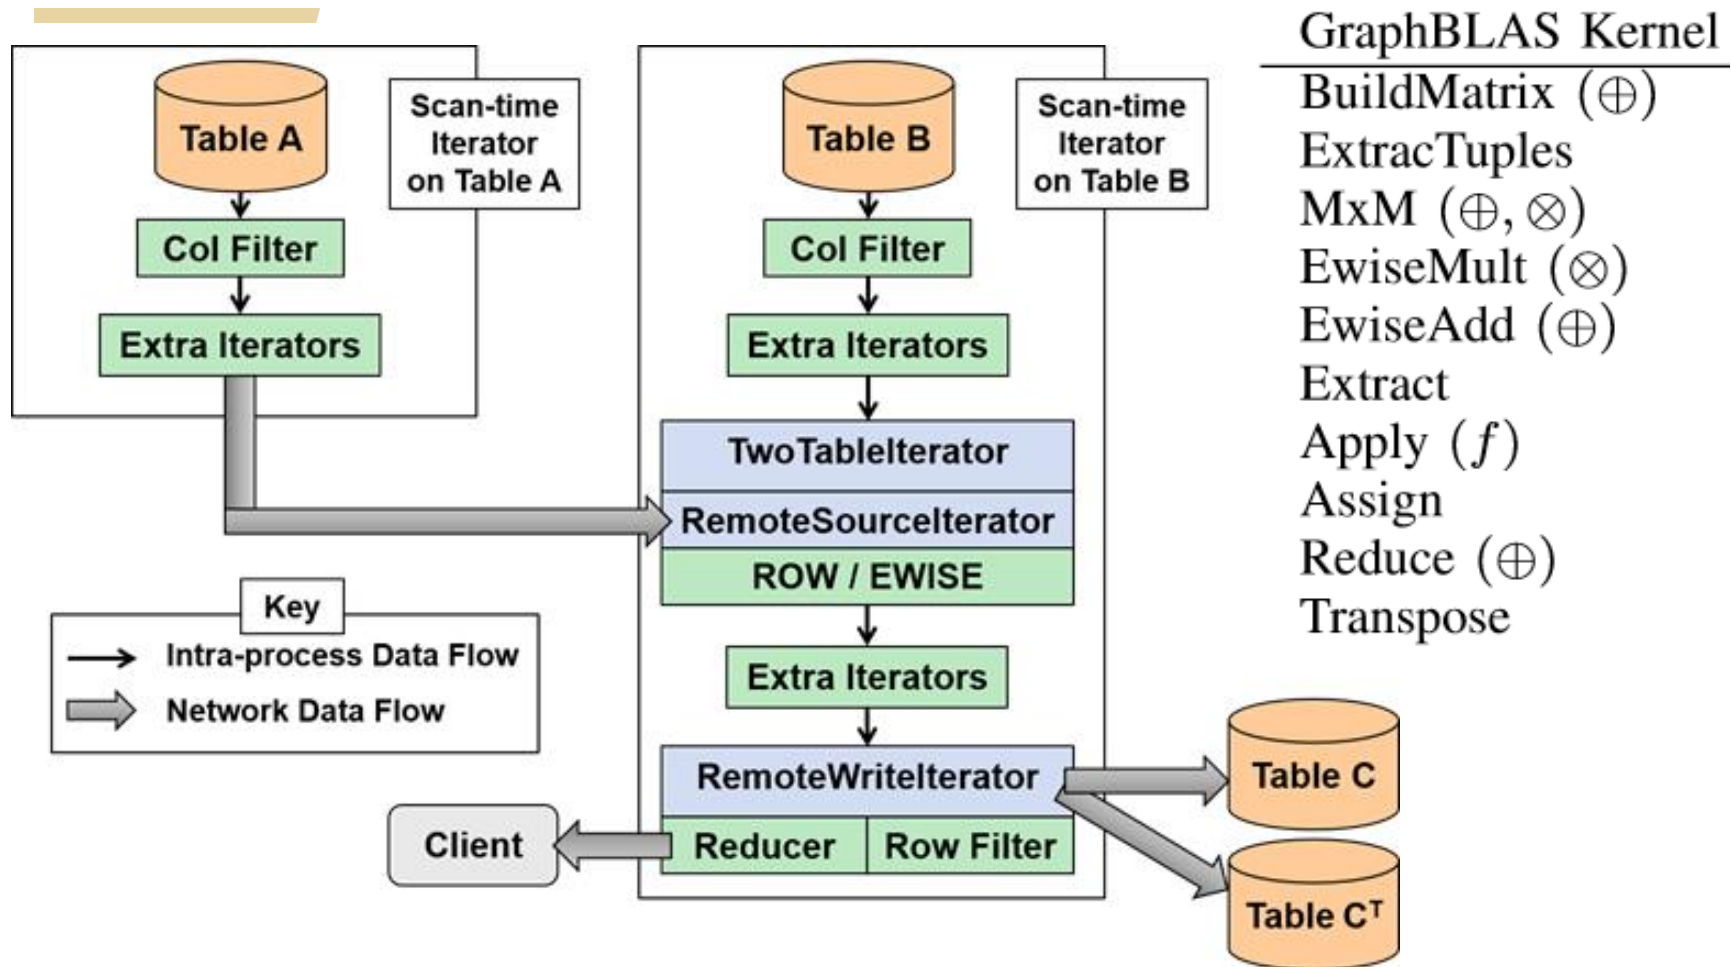 Table A
Scan-time
Iterator
on Table A
Col Filter
Extra Iterators
Table B
Scan-time
Iterator
on Table B
Col Filter
Extra Iterators
TwoTableIterator
RemoteSourceIterator
ROW / EWISE
Extra Iterators
RemoteWriteIterator
Reducer
Row Filter
Client
Table C
Table Cᵀ
Key
Intra-process Data Flow
Network Data Flow
GraphBLAS Kernel
BuildMatrix (⊕)
ExtracTuples
MxM (⊕, ⊗)
EwiseMult (⊗)
EwiseAdd (⊕)
Extract
Apply (f)
Assign
Reduce (⊕)
Transpose